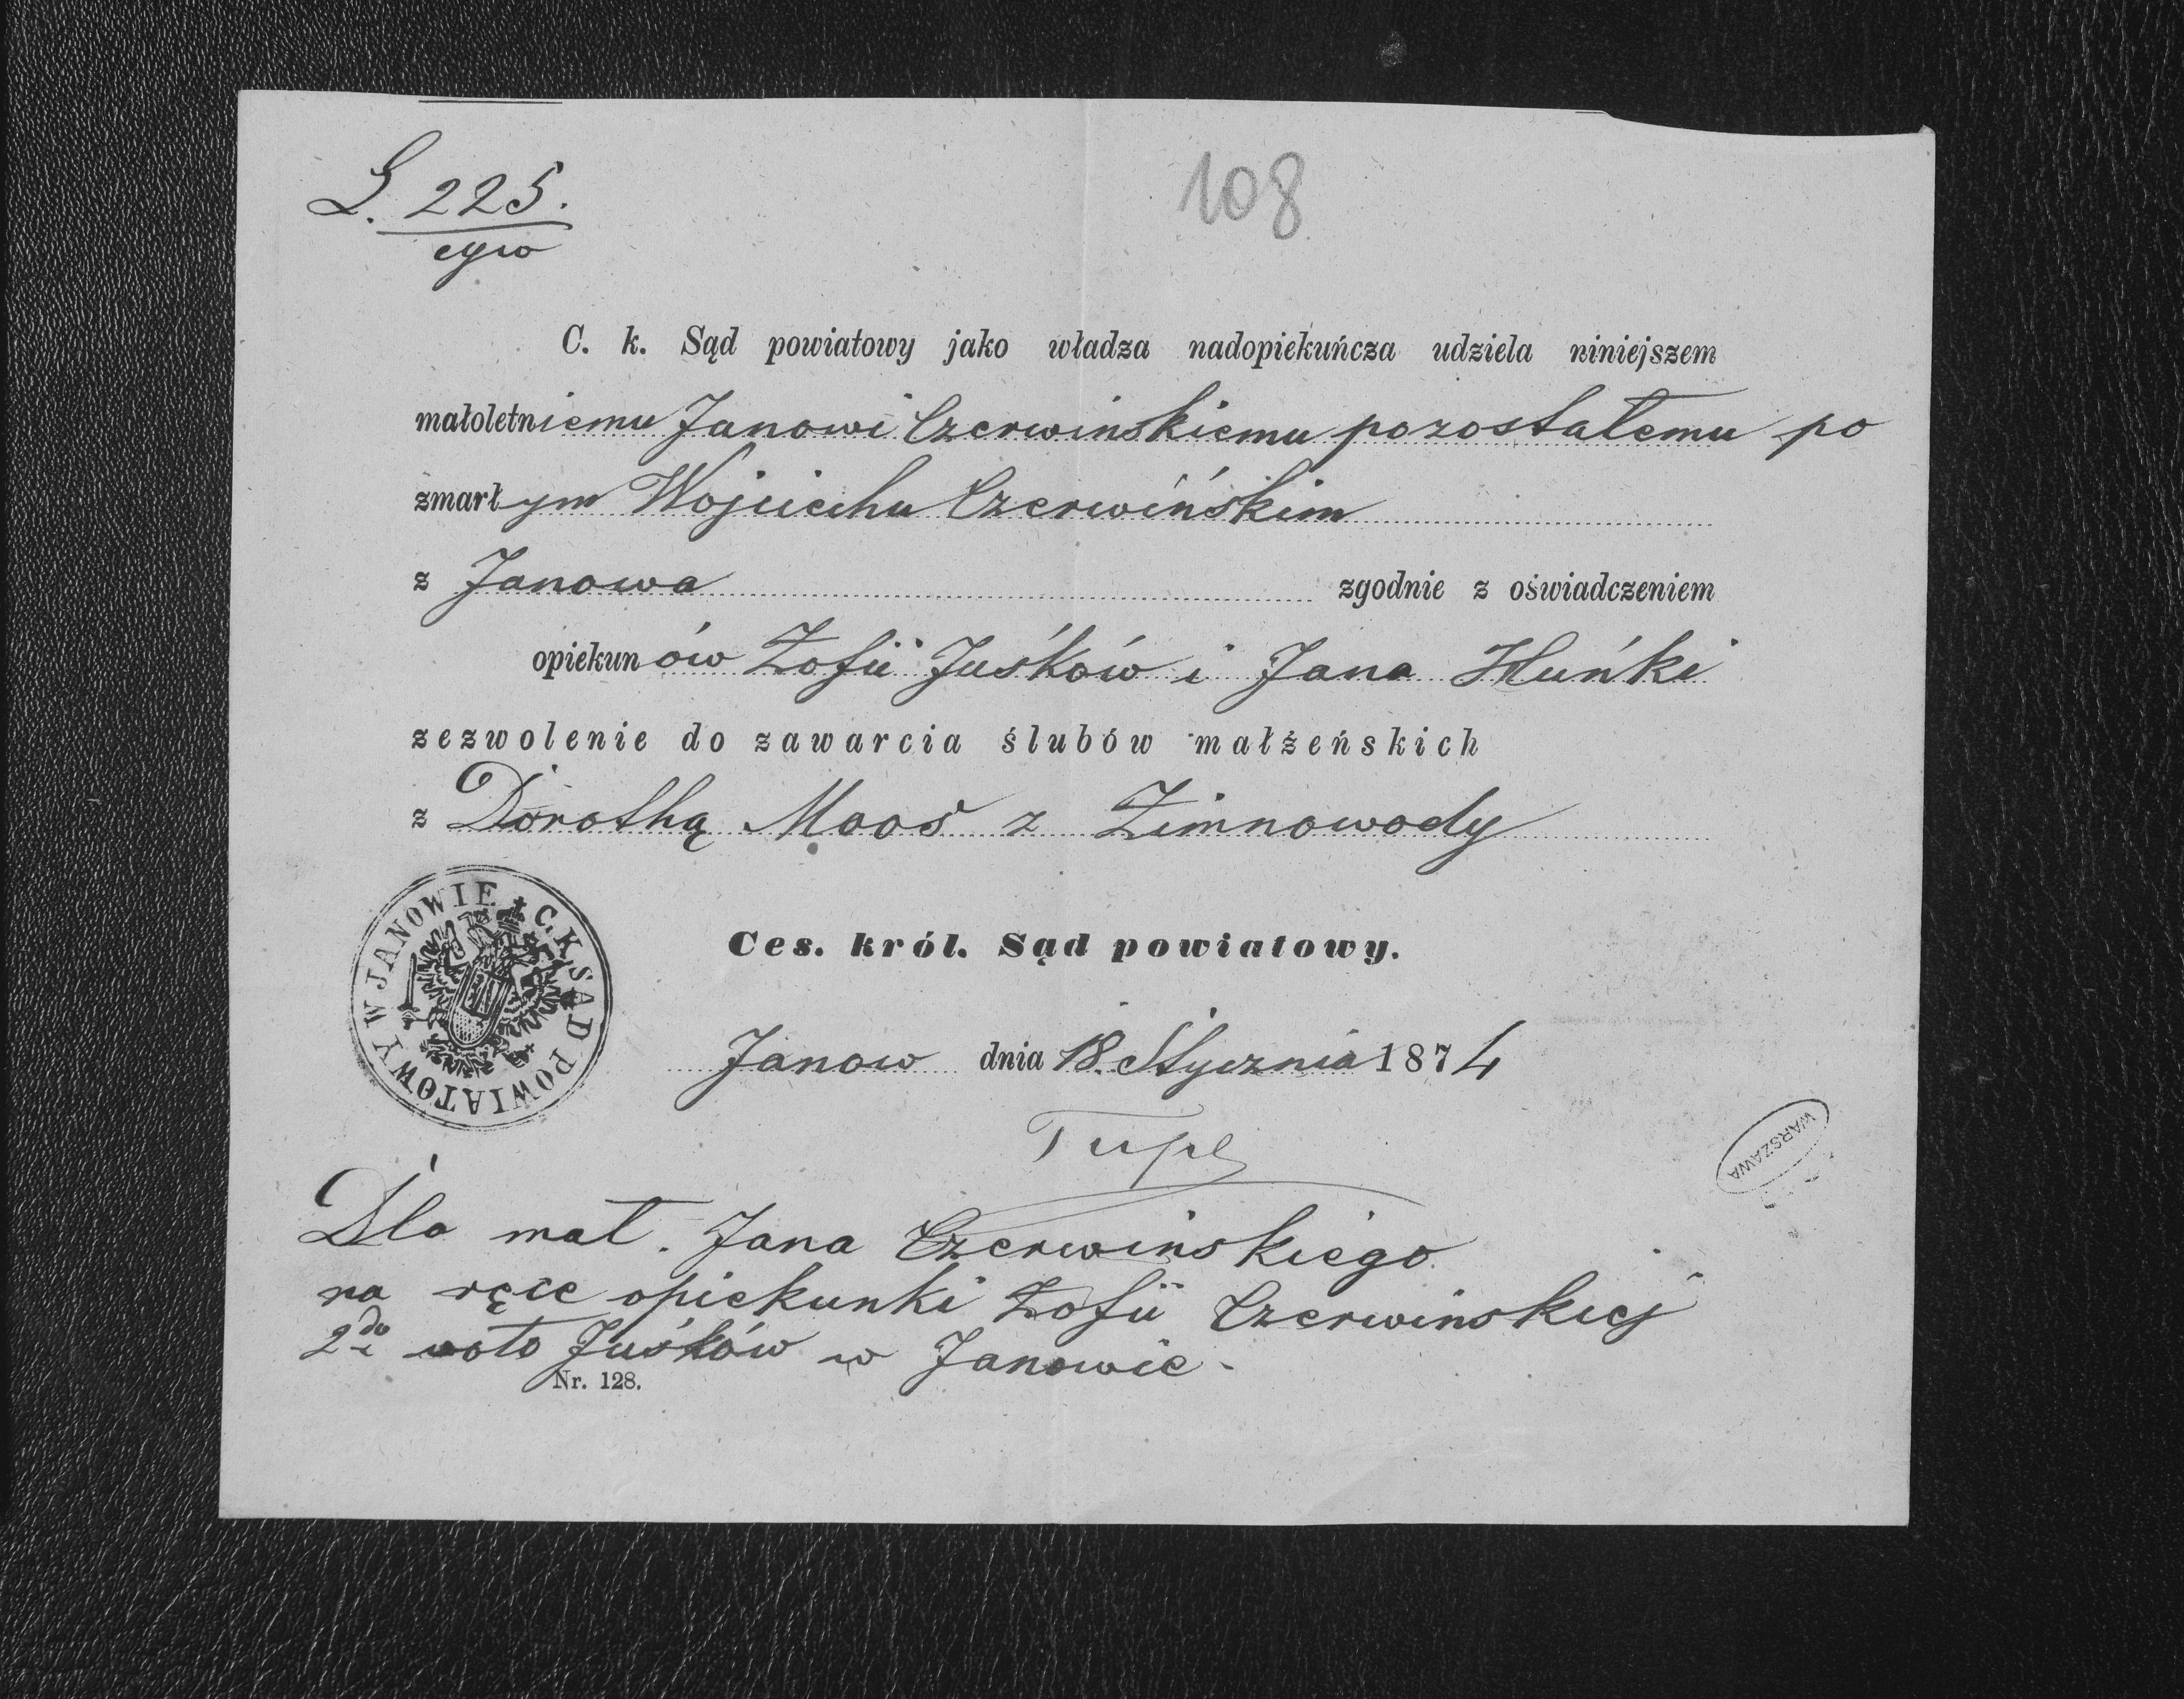 L. 225.
cyw
108
C. k. Sąd powiatowy jako władza nadopiekuńcza udziela niniejszem
małoletniemu Janowi Czerwinskiemu pozostałemu po
zmarłym Wojciechu Czerwińskim
z Janowa zgodnie z oświadczeniem
opiekunów Zofii Juśków i Jana Huńki
zezwolenie do zawarcia ślubów małżeńskich
z Dorothą Moos z Zimnowody
C. K. SĄD POWIATOWY W JANOWIE
Ces. król. Sąd powiatowy.
Janow dnia 18. Stycznia 1874
WARSZAWA
Dla mał. Jana Czerwinskiego
na ręce opiekunki Zofii Czerwinskiej
2do voto Juśków w Janowie.
Nr. 128.